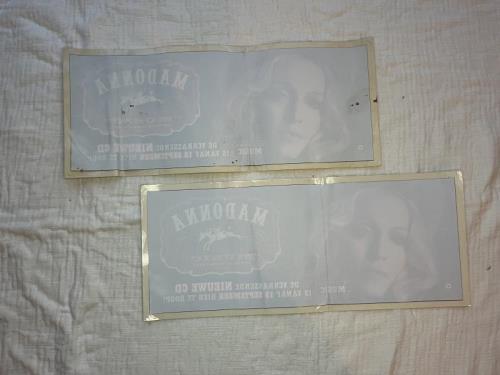 MADONNA
MUSIC
DE VERRASSENDE NIEUWE CD
IS VANAF 18 SEPTEMBER HIER TE KOOP!
MADONNA
MUSIC
DE VERRASSENDE NIEUWE CD
IS VANAF 18 SEPTEMBER HIER TE KOOP!